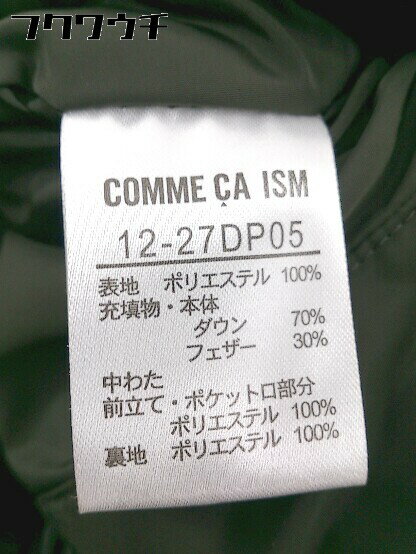 フクワウチ
COMME ÇA ISM
12-27DP05
表地 ポリエステル 100%
充填物・本体
ダウン 70%
フェザー 30%
中わた
前立て・ポケット口部分
ポリエステル 100%
裏地 ポリエステル 100%